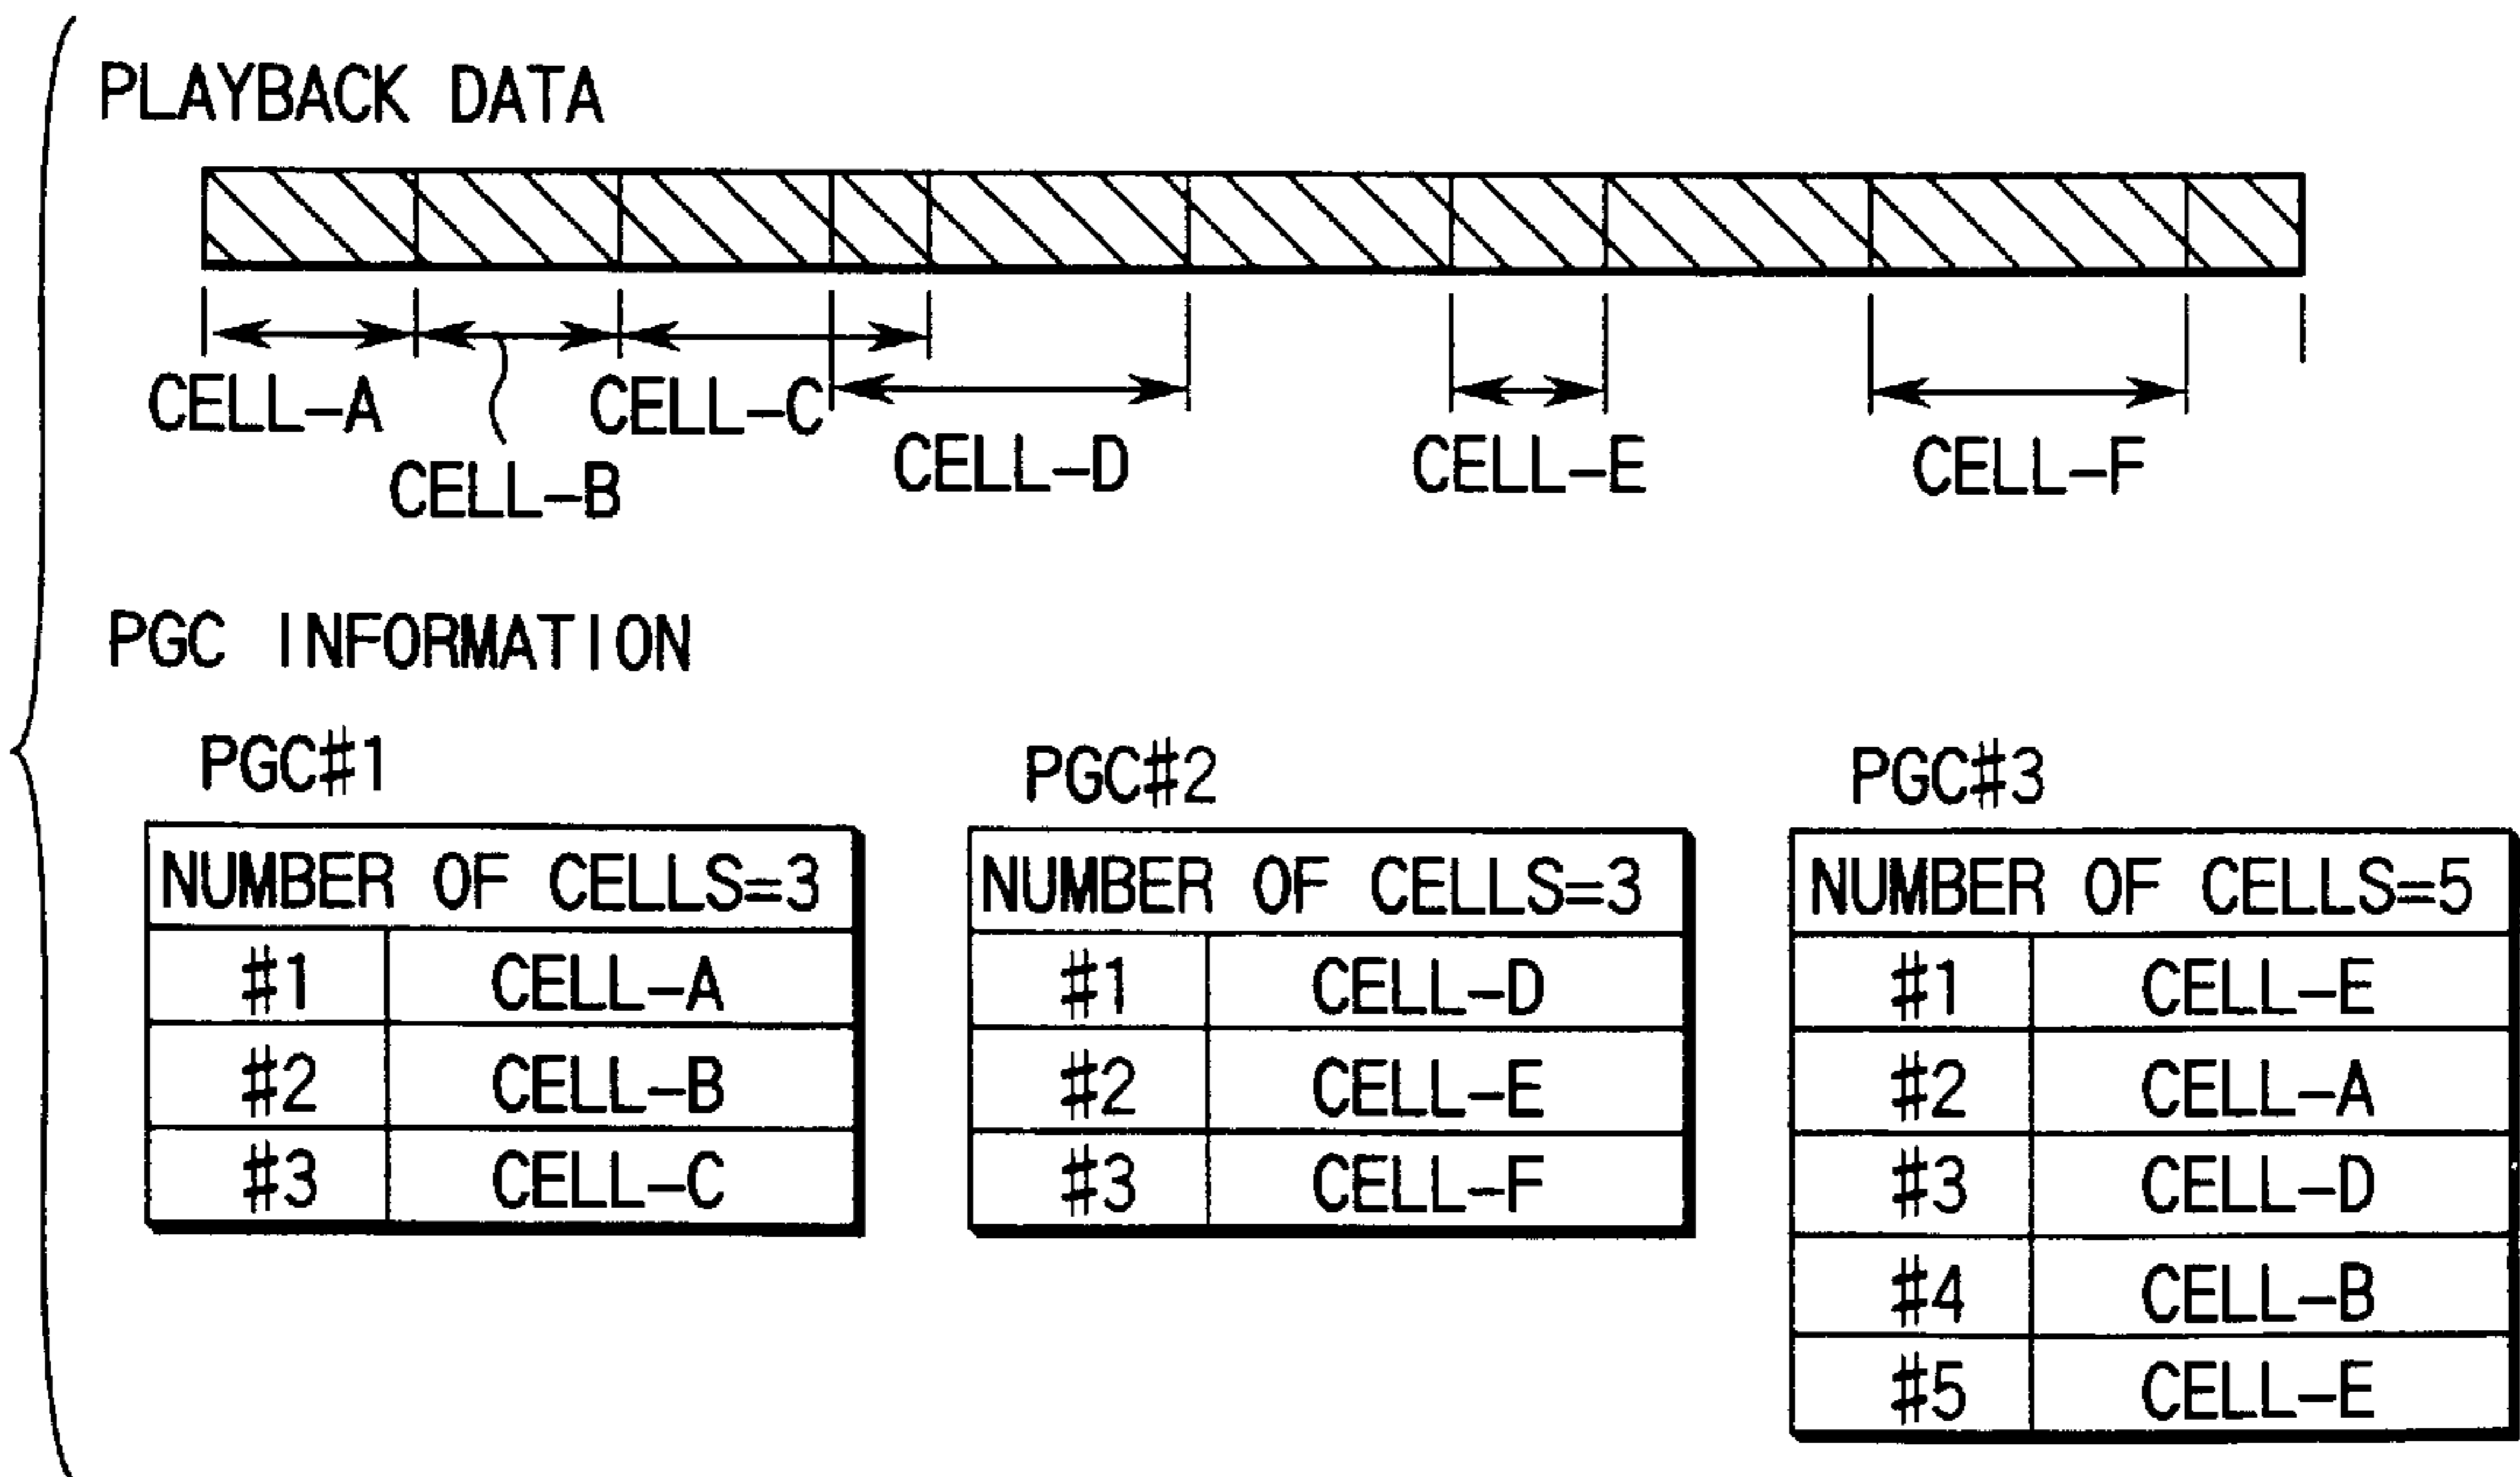 PLAYBACK DATA
CELL-A
CELL-B
CELL-C
CELL-D
CELL-E
CELL-F
PGC INFORMATION
PGC#1
NUMBER OF CELLS=3
#1 CELL-A
#2 CELL-B
#3 CELL-C
PGC#2
NUMBER OF CELLS=3
#1 CELL-D
#2 CELL-E
#3 CELL-F
PGC#3
NUMBER OF CELLS=5
#1 CELL-E
#2 CELL-A
#3 CELL-D
#4 CELL-B
#5 CELL-E